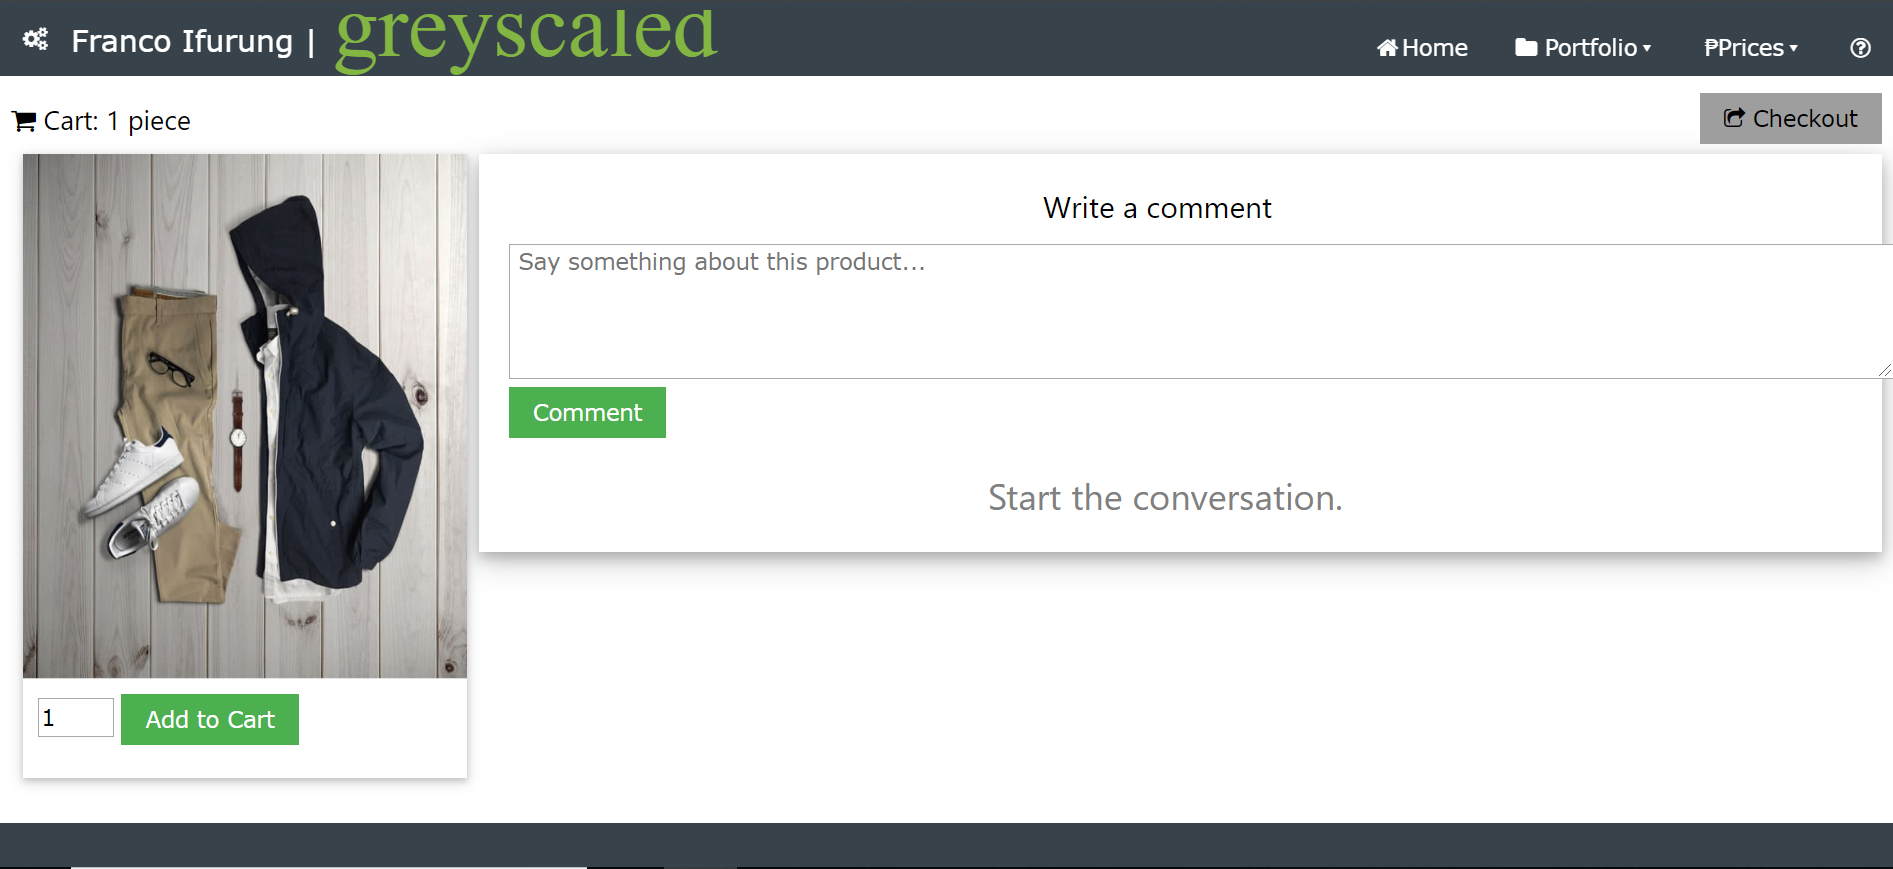 Franco Ifurung | greyscaled
Home Portfolio ₱Prices
Cart: 1 piece
Checkout
Write a comment
Say something about this product...
Comment
Start the conversation.
1
Add to Cart